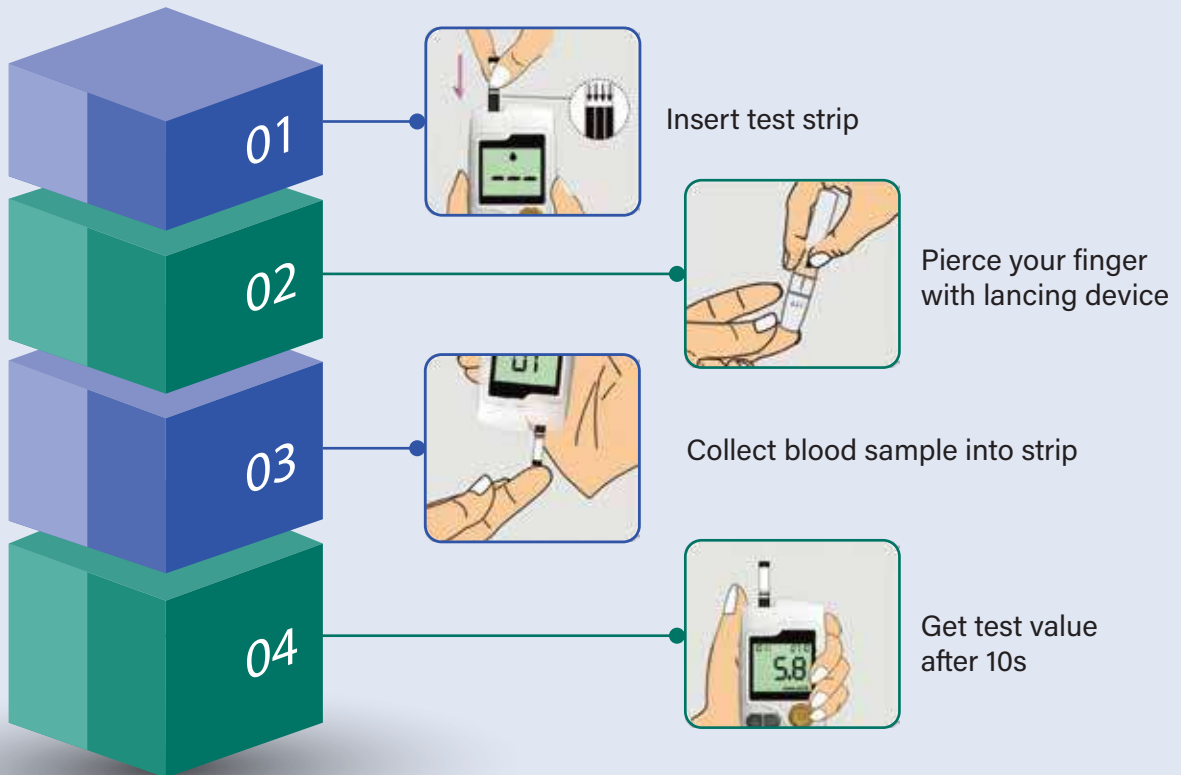 01
Insert test strip
02
Pierce your finger
with lancing device
03
Collect blood sample into strip
04
5.8
Get test value
after 10s